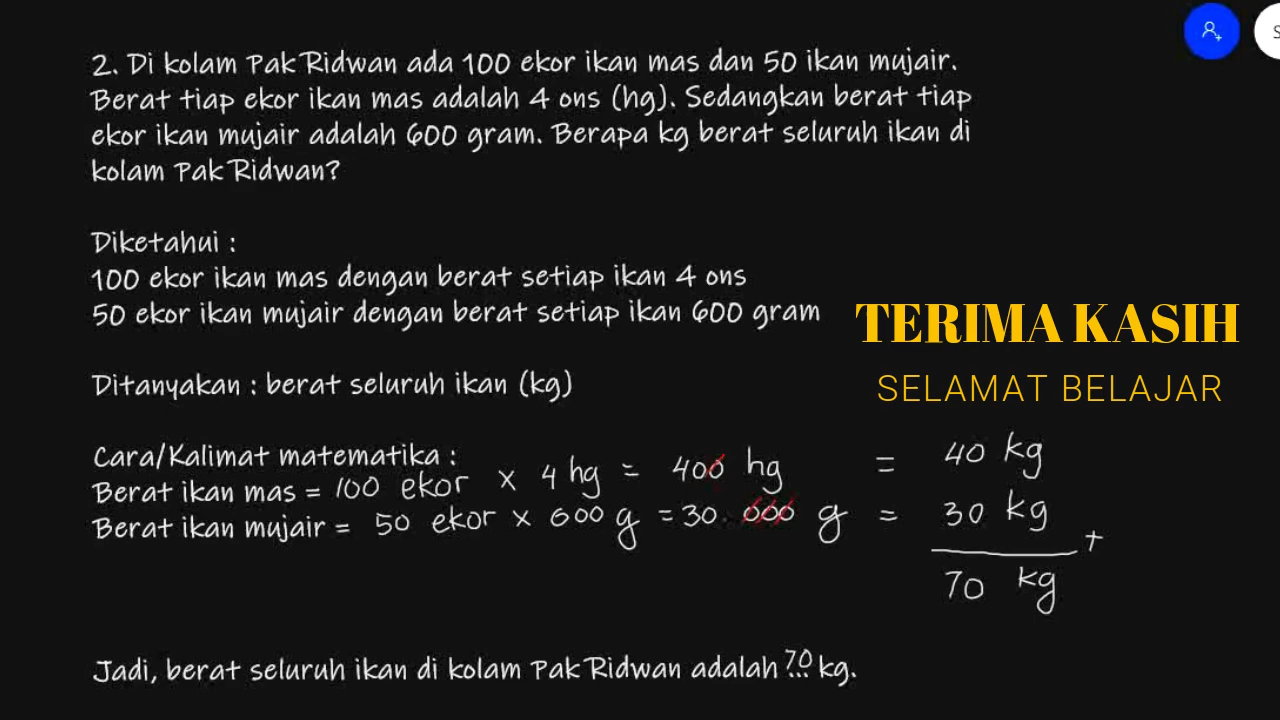 2. Di kolam Pak Ridwan ada 100 ekor ikan mas dan 50 ikan mujair.
Berat tiap ekor ikan mas adalah 4 ons (hg). Sedangkan berat tiap
ekor ikan mujair adalah 600 gram. Berapa kg berat seluruh ikan di
kolam Pak Ridwan?
Diketahui :
100 ekor ikan mas dengan berat setiap ikan 4 ons
50 ekor ikan mujair dengan berat setiap ikan 600 gram
TERIMA KASIH
SELAMAT BELAJAR
Ditanyakan : berat seluruh ikan (kg)
Cara/Kalimat matematika :
Berat ikan mas = 100 ekor x 4 hg = 400 hg = 40 kg
Berat ikan mujair = 50 ekor x 600 g = 30.000 g = 30 kg
+
70 kg
Jadi, berat seluruh ikan di kolam Pak Ridwan adalah 70 ... kg.
S